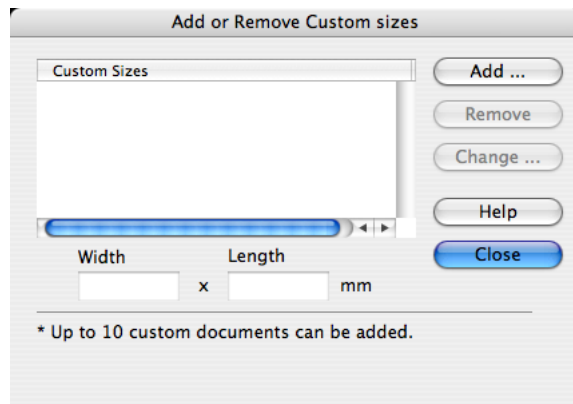 Add or Remove Custom sizes
Custom Sizes
Add ...
Remove
Change ...
Help
Close
Width
Length
x
mm
* Up to 10 custom documents can be added.